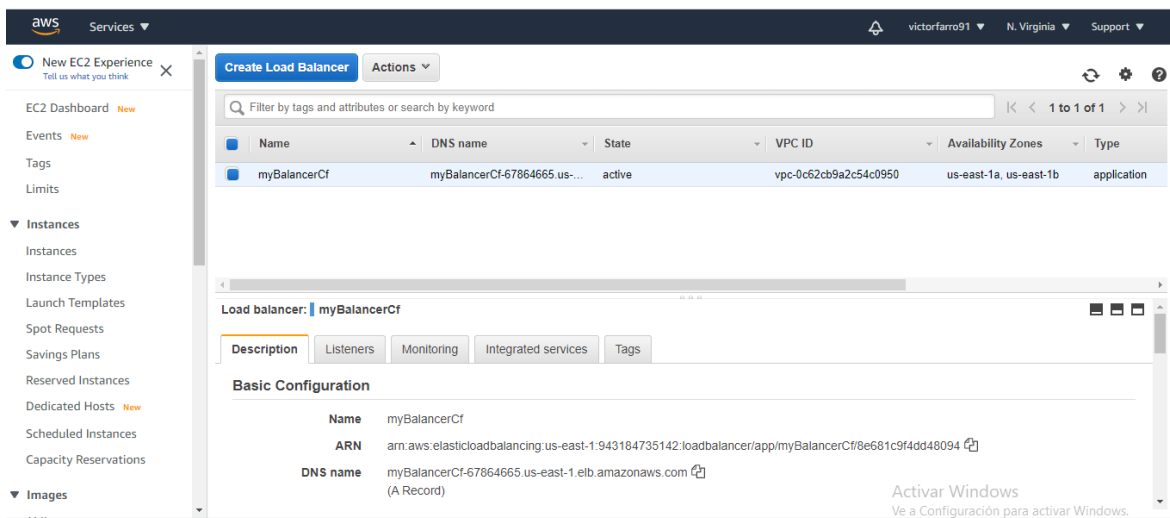 aws Services victorfarro91 N. Virginia Support
New EC2 Experience
Tell us what you think
EC2 Dashboard New
Events New
Tags
Limits
Instances
Instances
Instance Types
Launch Templates
Spot Requests
Savings Plans
Reserved Instances
Dedicated Hosts New
Scheduled Instances
Capacity Reservations
Images
Create Load Balancer Actions
Filter by tags and attributes or search by keyword 1 to 1 of 1
Name DNS name State VPC ID Availability Zones Type
myBalancerCf myBalancerCf-67864665.us-... active vpc-0c62cb9a2c54c0950 us-east-1a, us-east-1b application
Load balancer: myBalancerCf
Description Listeners Monitoring Integrated services Tags
Basic Configuration
Name myBalancerCf
ARN arn:aws:elasticloadbalancing:us-east-1:943184735142:loadbalancer/app/myBalancerCf/8e681c9f4dd48094
DNS name myBalancerCf-67864665.us-east-1.elb.amazonaws.com
(A Record)
Activar Windows
Ve a Configuración para activar Windows.